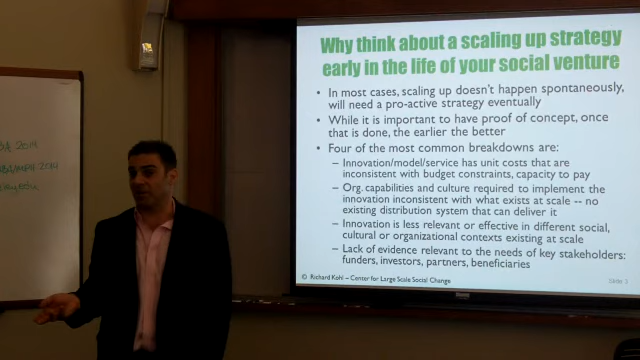 2019
2019
Why think about a scaling up strategy
early in the life of your social venture
• In most cases, scaling up doesn't happen spontaneously,
will need a pro-active strategy eventually
• While it is important to have proof of concept, once
that is done, the earlier the better
• Four of the most common breakdowns are:
– Innovation/model/service has unit costs that are
inconsistent with budget constraints, capacity to pay
– Org. capabilities and culture required to implement the
innovation inconsistent with what exists at scale -- no
existing distribution system that can deliver it
– Innovation is less relevant or effective in different social,
cultural or organizational contexts existing at scale
– Lack of evidence relevant to the needs of key stakeholders:
funders, investors, partners, beneficiaries
© Richard Kohl – Center for Large Scale Social Change